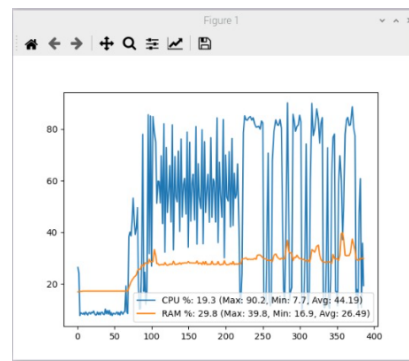 Figure 1
80
60
40
20
0 50 100 150 200 250 300 350 400
CPU %: 19.3 (Max: 90.2, Min: 7.7, Avg: 44.19)
RAM %: 29.8 (Max: 39.8, Min: 16.9, Avg: 26.49)